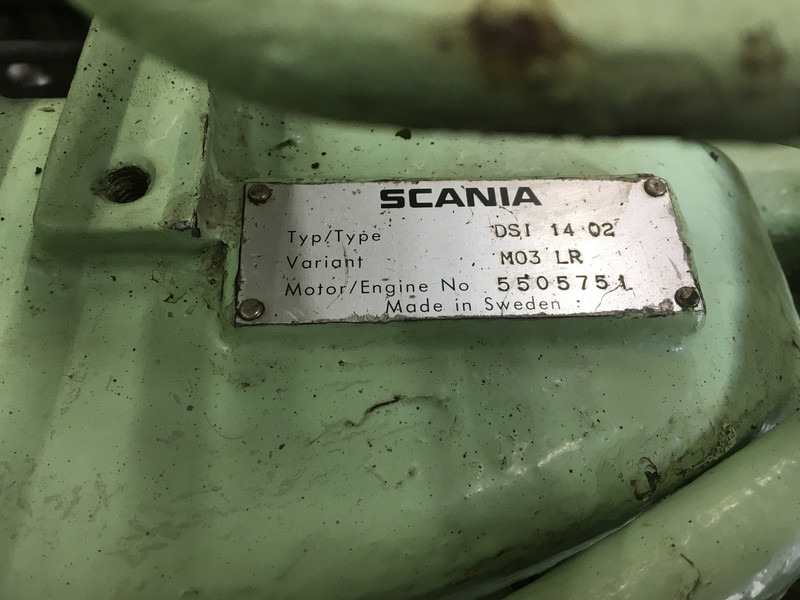 SCANIA
Typ/Type DSI 14 02
Variant M03 LR
Motor/Engine No 5505751
Made in Sweden